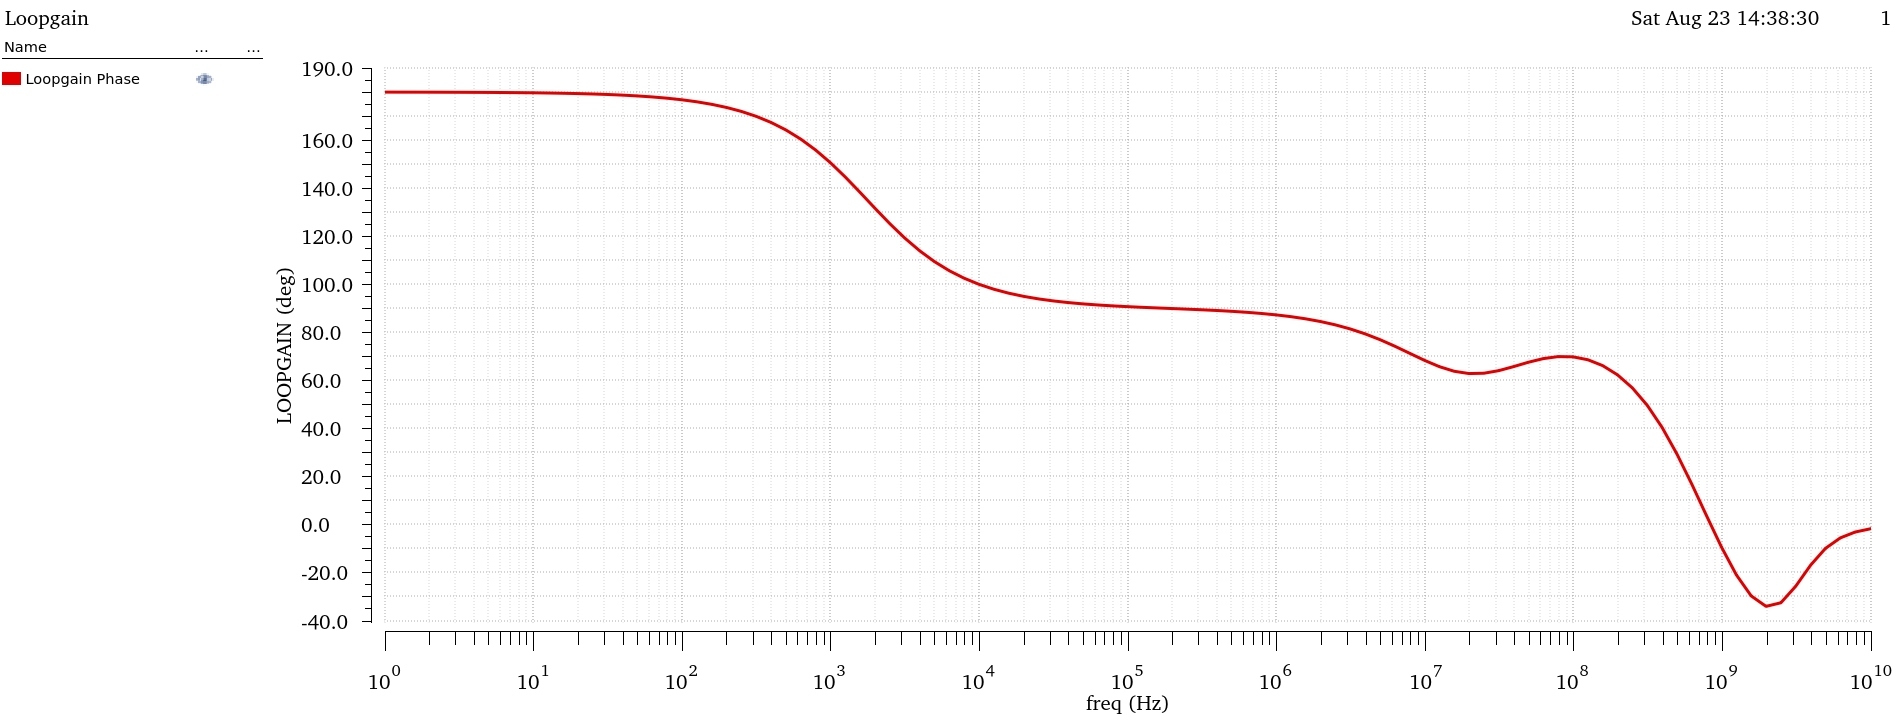 Loopgain
Sat Aug 23 14:38:30 1
Name ... ...
Loopgain Phase
190.0
160.0
140.0
120.0
100.0
80.0
60.0
40.0
20.0
0.0
-20.0
-40.0
LOOPGAIN (deg)
10^0 10^1 10^2 10^3 10^4 10^5 10^6 10^7 10^8 10^9 10^10
freq (Hz)